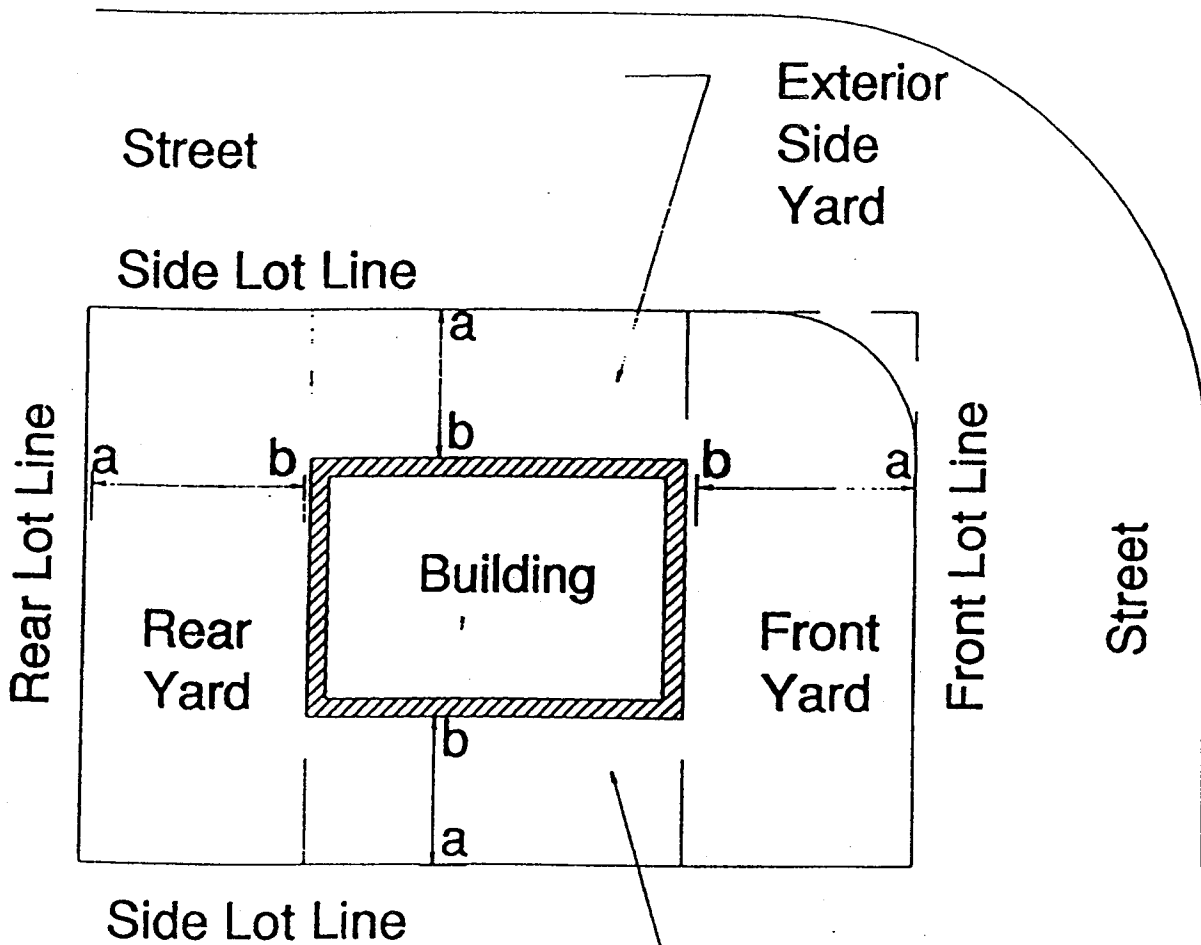 Exterior
Side
Yard
Street
Side Lot Line
a
b
a
b
b
a
Rear Lot Line
Building
Rear
Yard
Front
Yard
Front Lot Line
Street
b
a
Side Lot Line